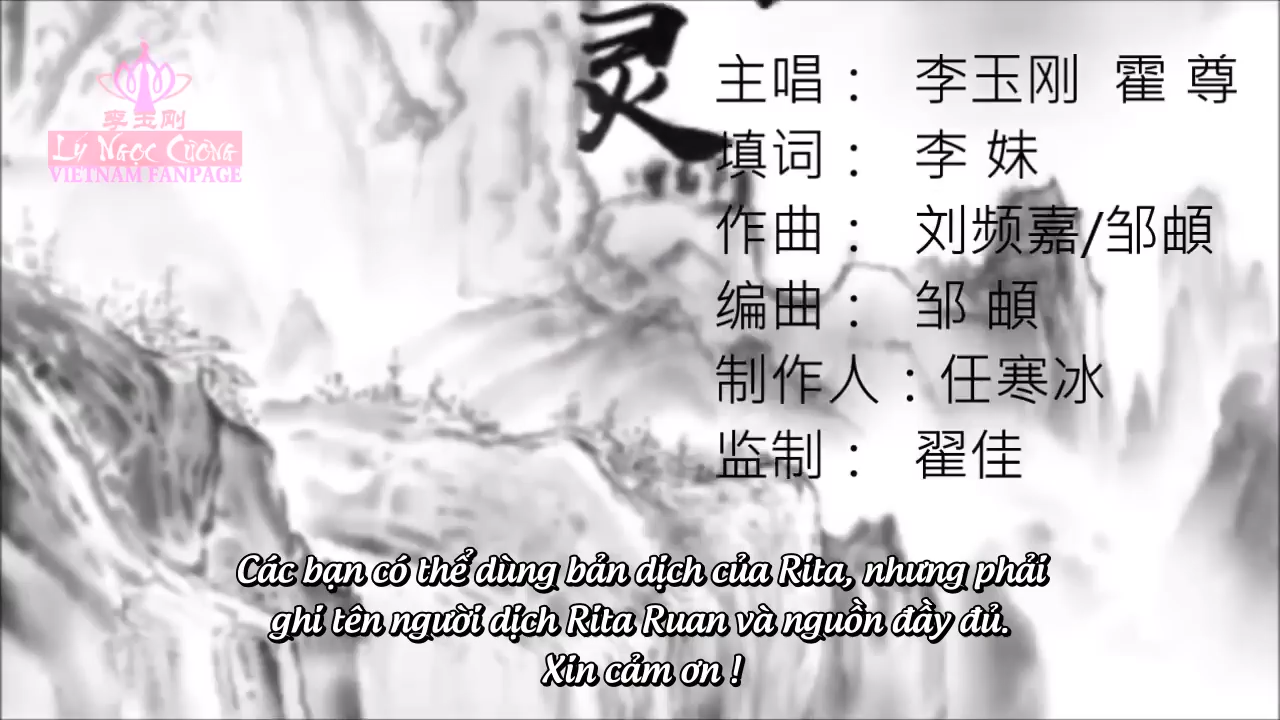 灵
李玉刚
LÝ NGỌC CƯỜNG
VIETNAM FANPAGE
主唱： 李玉刚 霍 尊
填词： 李 妹
作曲： 刘频嘉/邹頔
编曲： 邹 頔
制作人：任寒冰
监制： 翟佳
Các bạn có thể dùng bản dịch của Rita, nhưng phải
ghi tên người dịch Rita Ruan và nguồn đầy đủ.
Xin cảm ơn !